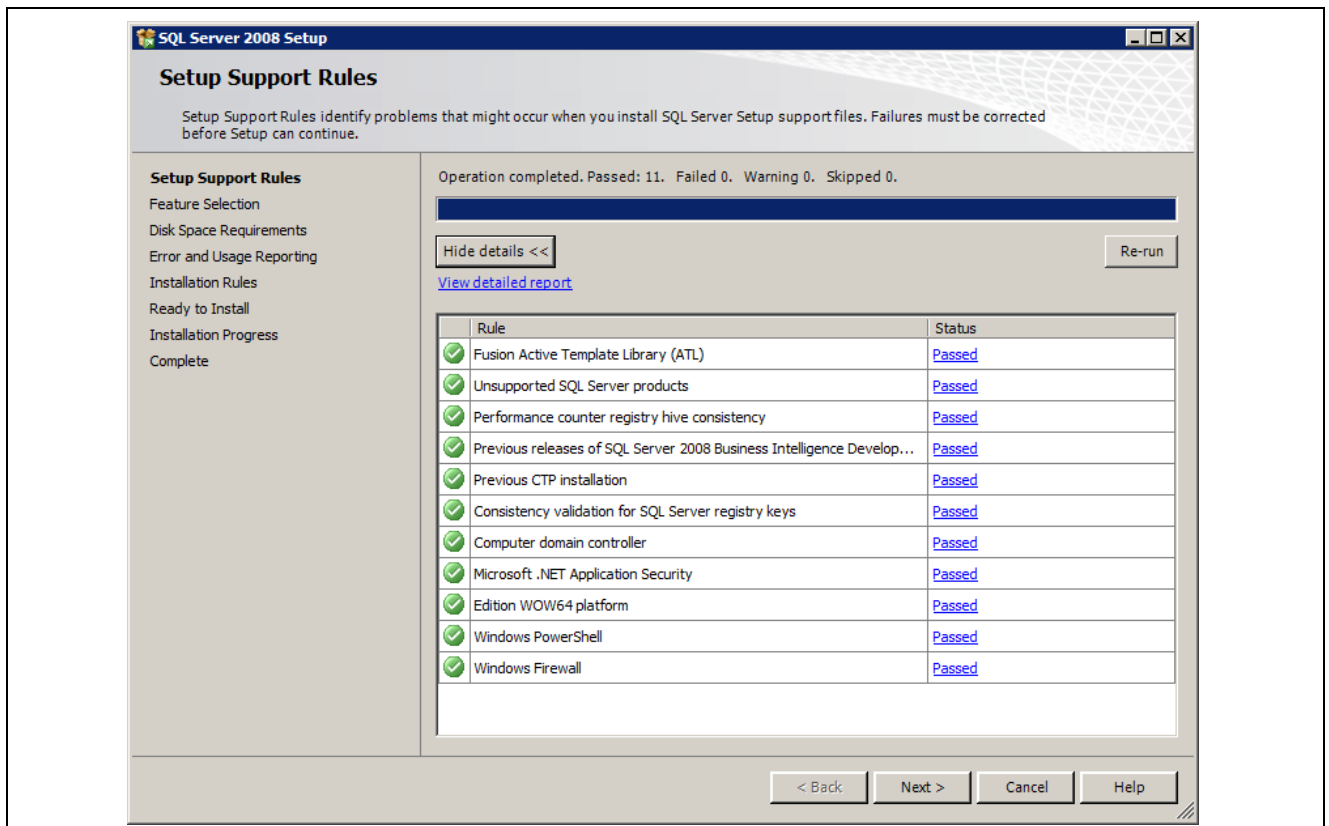 SQL Server 2008 Setup
Setup Support Rules
Setup Support Rules identify problems that might occur when you install SQL Server Setup support files. Failures must be corrected
before Setup can continue.
Setup Support Rules
Feature Selection
Disk Space Requirements
Error and Usage Reporting
Installation Rules
Ready to Install
Installation Progress
Complete
Operation completed. Passed: 11. Failed 0. Warning 0. Skipped 0.
Hide details <<
Re-run
View detailed report
Rule Status
Fusion Active Template Library (ATL) Passed
Unsupported SQL Server products Passed
Performance counter registry hive consistency Passed
Previous releases of SQL Server 2008 Business Intelligence Develop... Passed
Previous CTP installation Passed
Consistency validation for SQL Server registry keys Passed
Computer domain controller Passed
Microsoft .NET Application Security Passed
Edition WOW64 platform Passed
Windows PowerShell Passed
Windows Firewall Passed
< Back Next > Cancel Help